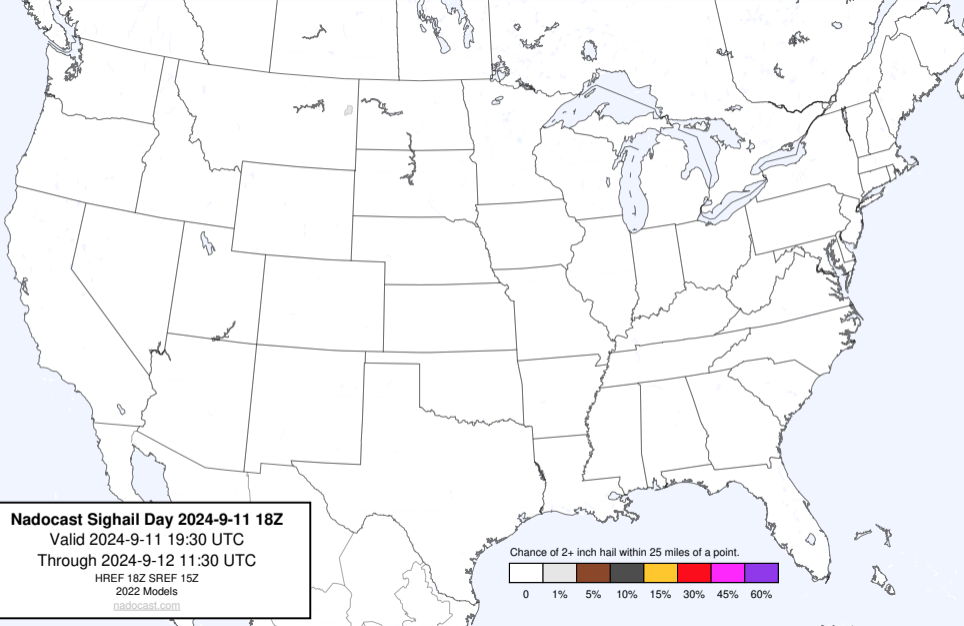 Nadocast Sighail Day 2024-9-11 18Z
Valid 2024-9-11 19:30 UTC
Through 2024-9-12 11:30 UTC
HREF 18Z SREF 15Z
2022 Models
nadocast.com
Chance of 2+ inch hail within 25 miles of a point.
0 1% 5% 10% 15% 30% 45% 60%